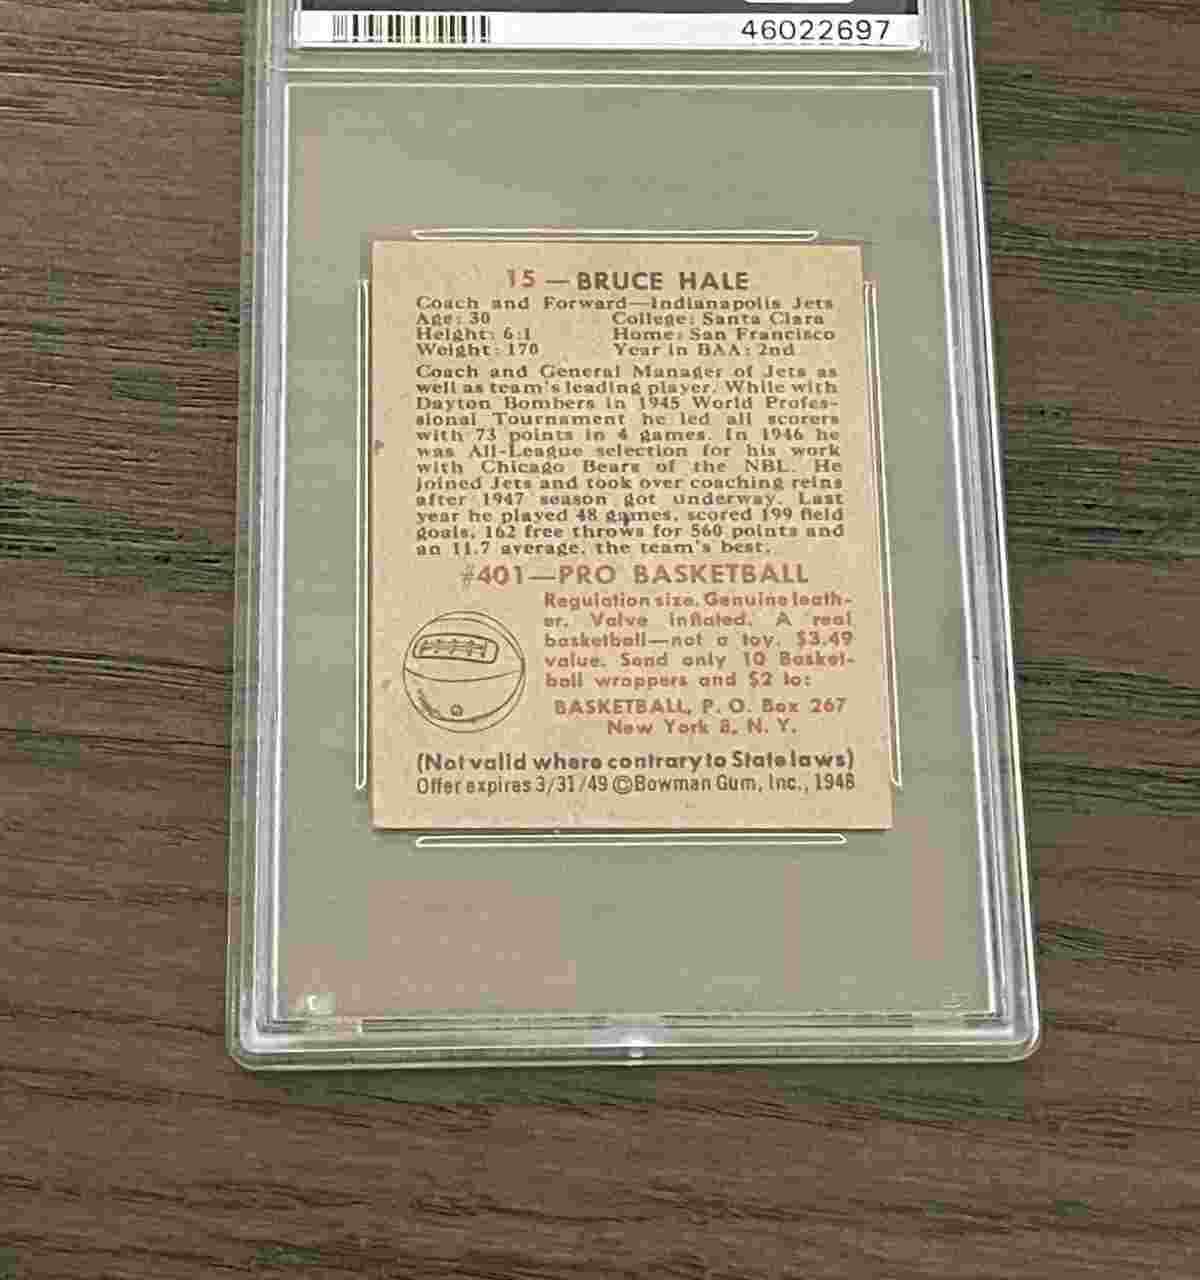 46022697
15 — BRUCE HALE
Coach and Forward—Indianapolis Jets
Age: 30 College: Santa Clara
Height: 6:1 Home: San Francisco
Weight: 170 Year in BAA: 2nd
Coach and General Manager of Jets as
well as team's leading player. While with
Dayton Bombers in 1945 World Profes-
sional Tournament he led all scorers
with 73 points in 4 games. In 1946 he
was All-League selection for his work
with Chicago Bears of the NBL. He
joined Jets and took over coaching reins
after 1947 season got underway. Last
year he played 48 games, scored 199 field
goals, 162 free throws for 560 points and
an 11.7 average, the team's best.
#401—PRO BASKETBALL
Regulation size. Genuine leath-
er. Valve inflated. A real
basketball—not a toy. $3.49
value. Send only 10 Basket-
ball wrappers and $2 to:
BASKETBALL, P. O. Box 267
New York 8, N. Y.
(Not valid where contrary to State laws)
Offer expires 3/31/49 ©Bowman Gum, Inc., 1948